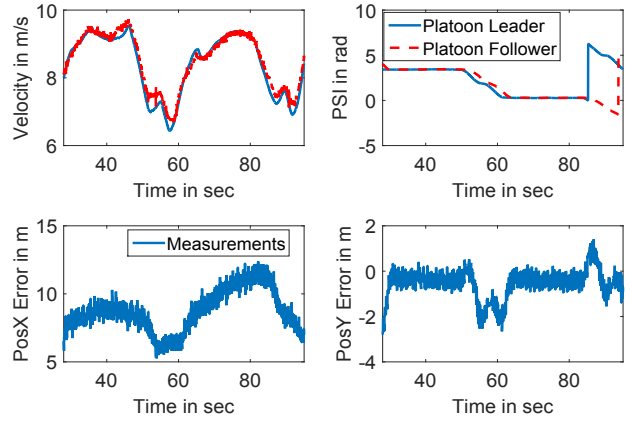 Velocity in m/s
10
8
6
40
60
80
Time in sec
PSI in rad
10
5
0
-5
Platoon Leader
Platoon Follower
40
60
80
Time in sec
PosX Error in m
15
10
5
Measurements
40
60
80
Time in sec
PosY Error in m
2
0
-2
-4
40
60
80
Time in sec